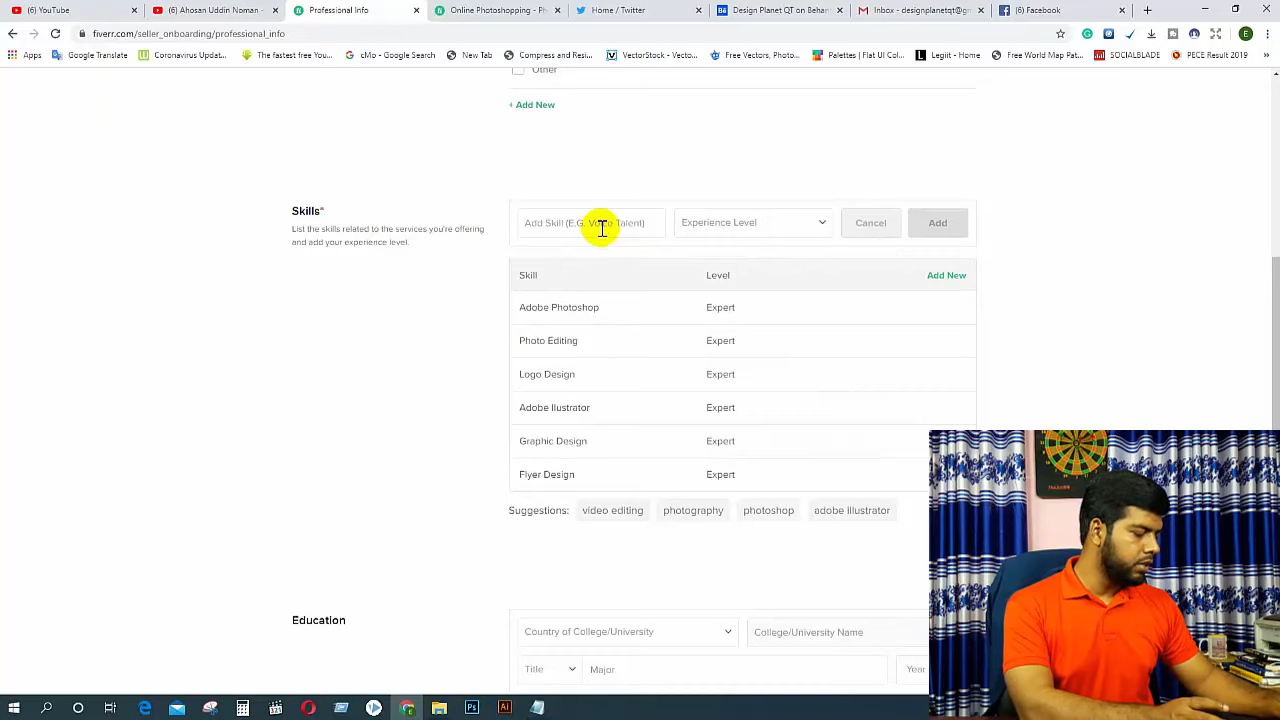 (6) YouTube
(6) Ahosan Uddin Noman -
Professional Info
Online Photoshopping - P
Home / Twitter
Design Planet QT on Behan
Inbox - designplanetqt@gm
(6) Facebook
fiverr.com/seller_onboarding/professional_info
Apps
Google Translate
Coronavirus Updat...
The fastest free You...
cMo - Google Search
New Tab
Compress and Resi...
VectorStock - Vecto...
Free Vectors, Photo...
Palettes | Flat UI Col...
Legiit - Home
Free World Map Pat...
SOCIALBLADE
PECE Result 2019
Other
+ Add New
Skills*
List the skills related to the services you're offering
and add your experience level.
Add Skill (E.G. Voice Talent)
Experience Level
Cancel
Add
Skill Level Add New
Adobe Photoshop Expert
Photo Editing Expert
Logo Design Expert
Adobe Ilustrator Expert
Graphic Design Expert
Flyer Design Expert
Suggestions: video editing photography photoshop adobe illustrator
Education
Country of College/University
College/University Name
Title
Major
Year
Ps
Ai